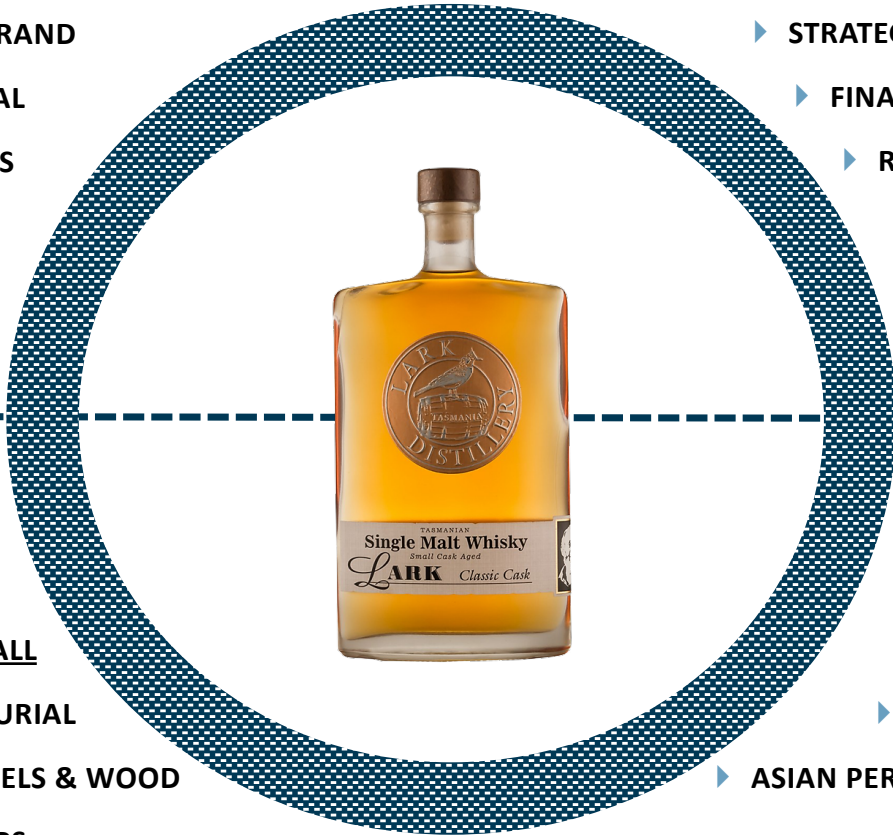 RAND
STRATE
AL
FINA
S
R
LARK
TASMANIA
DISTILLERY
TASMANIAN
Single Malt Whisky
Small Cask Aged
LARK Classic Cask
ALL
URIAL
ELS & WOOD
ASIAN PER